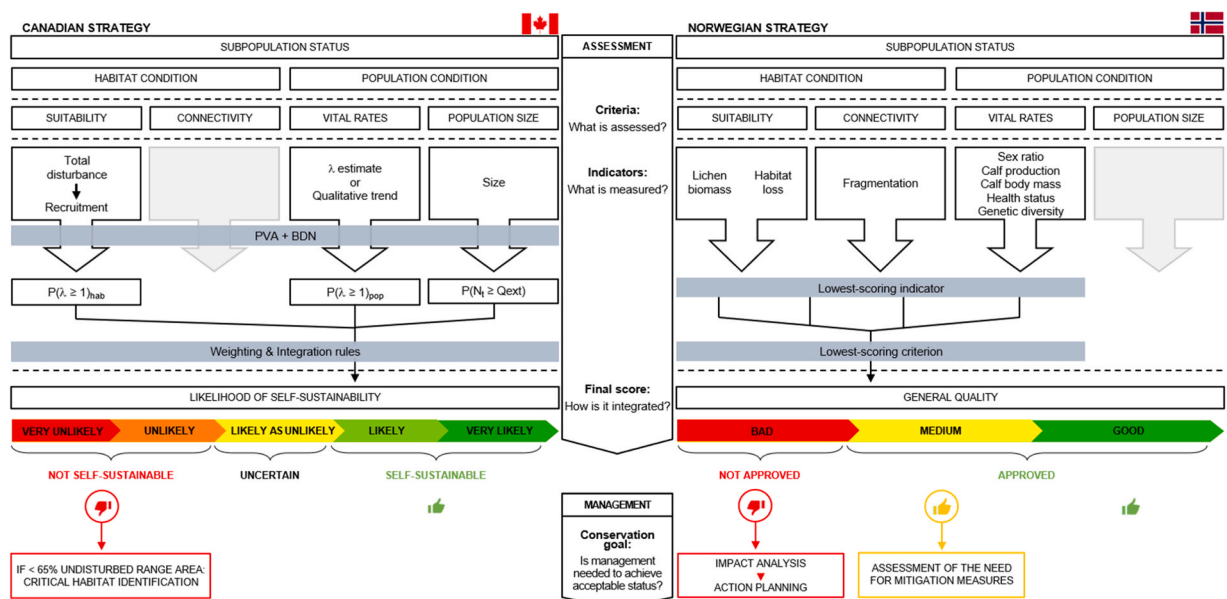 CANADIAN STRATEGY
SUBPOPULATION STATUS
HABITAT CONDITION
POPULATION CONDITION
SUITABILITY
CONNECTIVITY
VITAL RATES
POPULATION SIZE
Total
disturbance
Recruitment
λ estimate
or
Qualitative trend
Size
PVA + BDN
P(λ ≥ 1)hab
P(λ ≥ 1)pop
P(Nt ≥ Qext)
Weighting & Integration rules
LIKELIHOOD OF SELF-SUSTAINABILITY
VERY UNLIKELY
UNLIKELY
LIKELY AS UNLIKELY
LIKELY
VERY LIKELY
NOT SELF-SUSTAINABLE
UNCERTAIN
SELF-SUSTAINABLE
IF < 65% UNDISTURBED RANGE AREA:
CRITICAL HABITAT IDENTIFICATION
ASSESSMENT
Criteria:
What is assessed?
Indicators:
What is measured?
Final score:
How is it integrated?
MANAGEMENT
Conservation
goal:
Is management
needed to achieve
acceptable status?
NORWEGIAN STRATEGY
SUBPOPULATION STATUS
HABITAT CONDITION
POPULATION CONDITION
SUITABILITY
CONNECTIVITY
VITAL RATES
POPULATION SIZE
Lichen
biomass
Habitat
loss
Fragmentation
Sex ratio
Calf production
Calf body mass
Health status
Genetic diversity
Lowest-scoring indicator
Lowest-scoring criterion
GENERAL QUALITY
BAD
MEDIUM
GOOD
NOT APPROVED
APPROVED
IMPACT ANALYSIS
ACTION PLANNING
ASSESSMENT OF THE NEED
FOR MITIGATION MEASURES